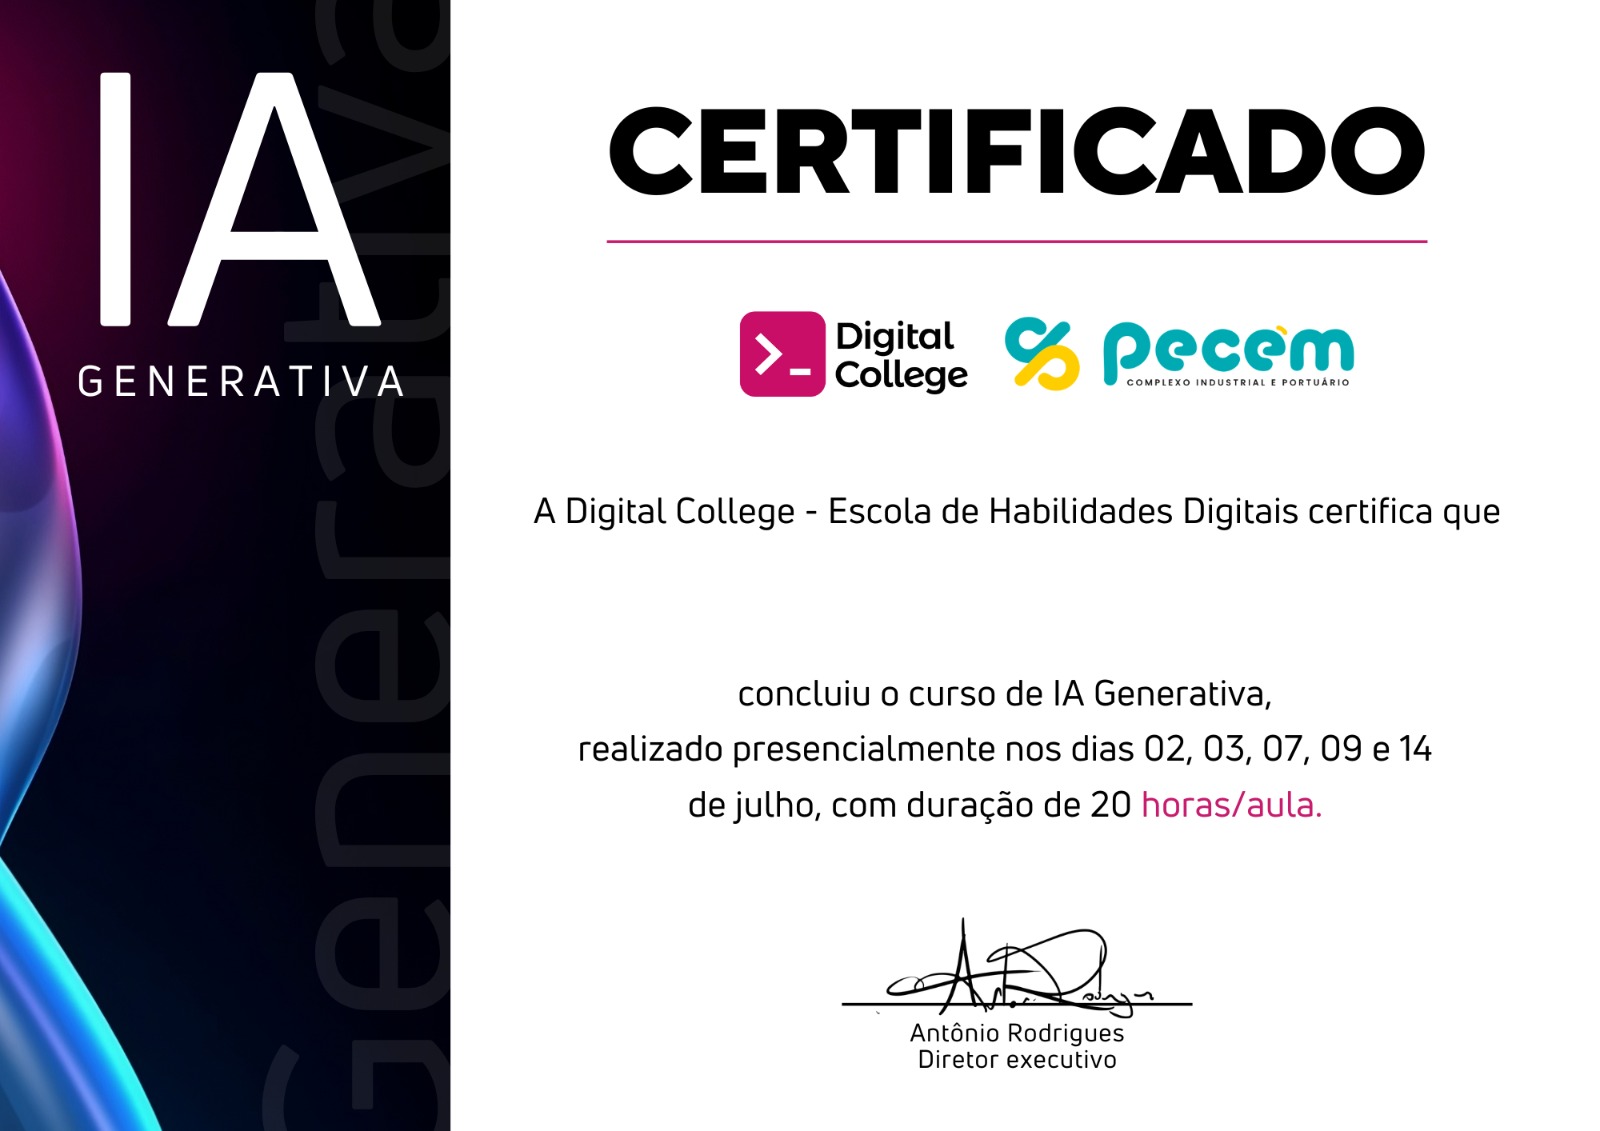 IA
GENERATIVA
Generativa
CERTIFICADO
>_ Digital
College
Pecém
COMPLEXO INDUSTRIAL E PORTUÁRIO
A Digital College - Escola de Habilidades Digitais certifica que
concluiu o curso de IA Generativa,
realizado presencialmente nos dias 02, 03, 07, 09 e 14
de julho, com duração de 20 horas/aula.
Antônio Rodrigues
Diretor executivo